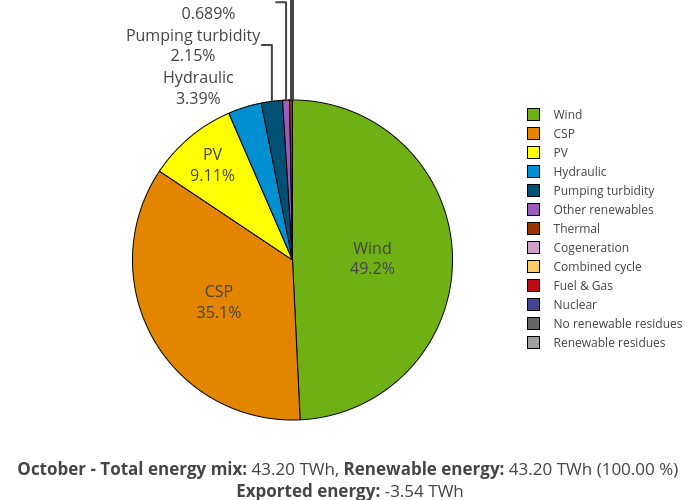 0.689%
Pumping turbidity
2.15%
Hydraulic
3.39%
PV
9.11%
Wind
49.2%
CSP
35.1%
Wind
CSP
PV
Hydraulic
Pumping turbidity
Other renewables
Thermal
Cogeneration
Combined cycle
Fuel & Gas
Nuclear
No renewable residues
Renewable residues
October - Total energy mix: 43.20 TWh, Renewable energy: 43.20 TWh (100.00 %)
Exported energy: -3.54 TWh